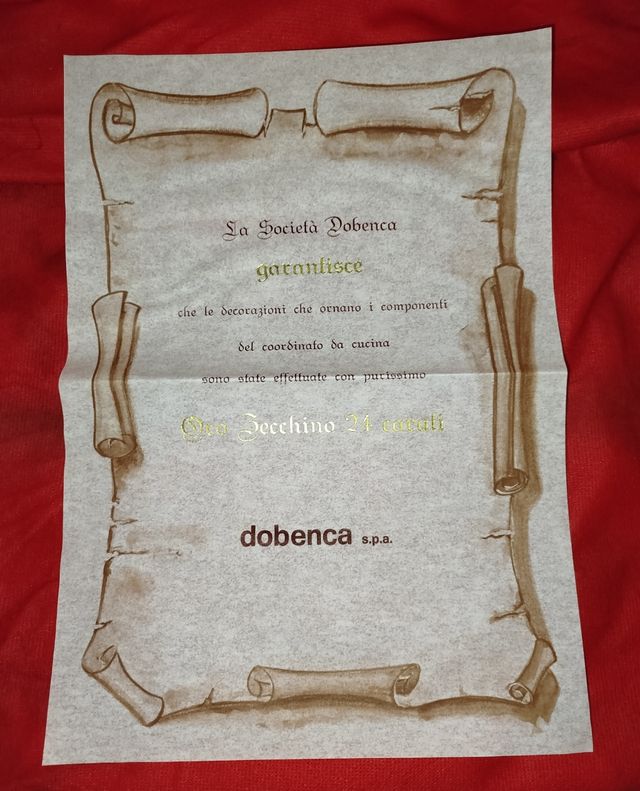 La Società Dobenca
garantisce
che le decorazioni che ornano i componenti
del coordinato da cucina
sono state effettuate con purissimo
Oro Zecchino 24 carati
dobenca s.p.a.